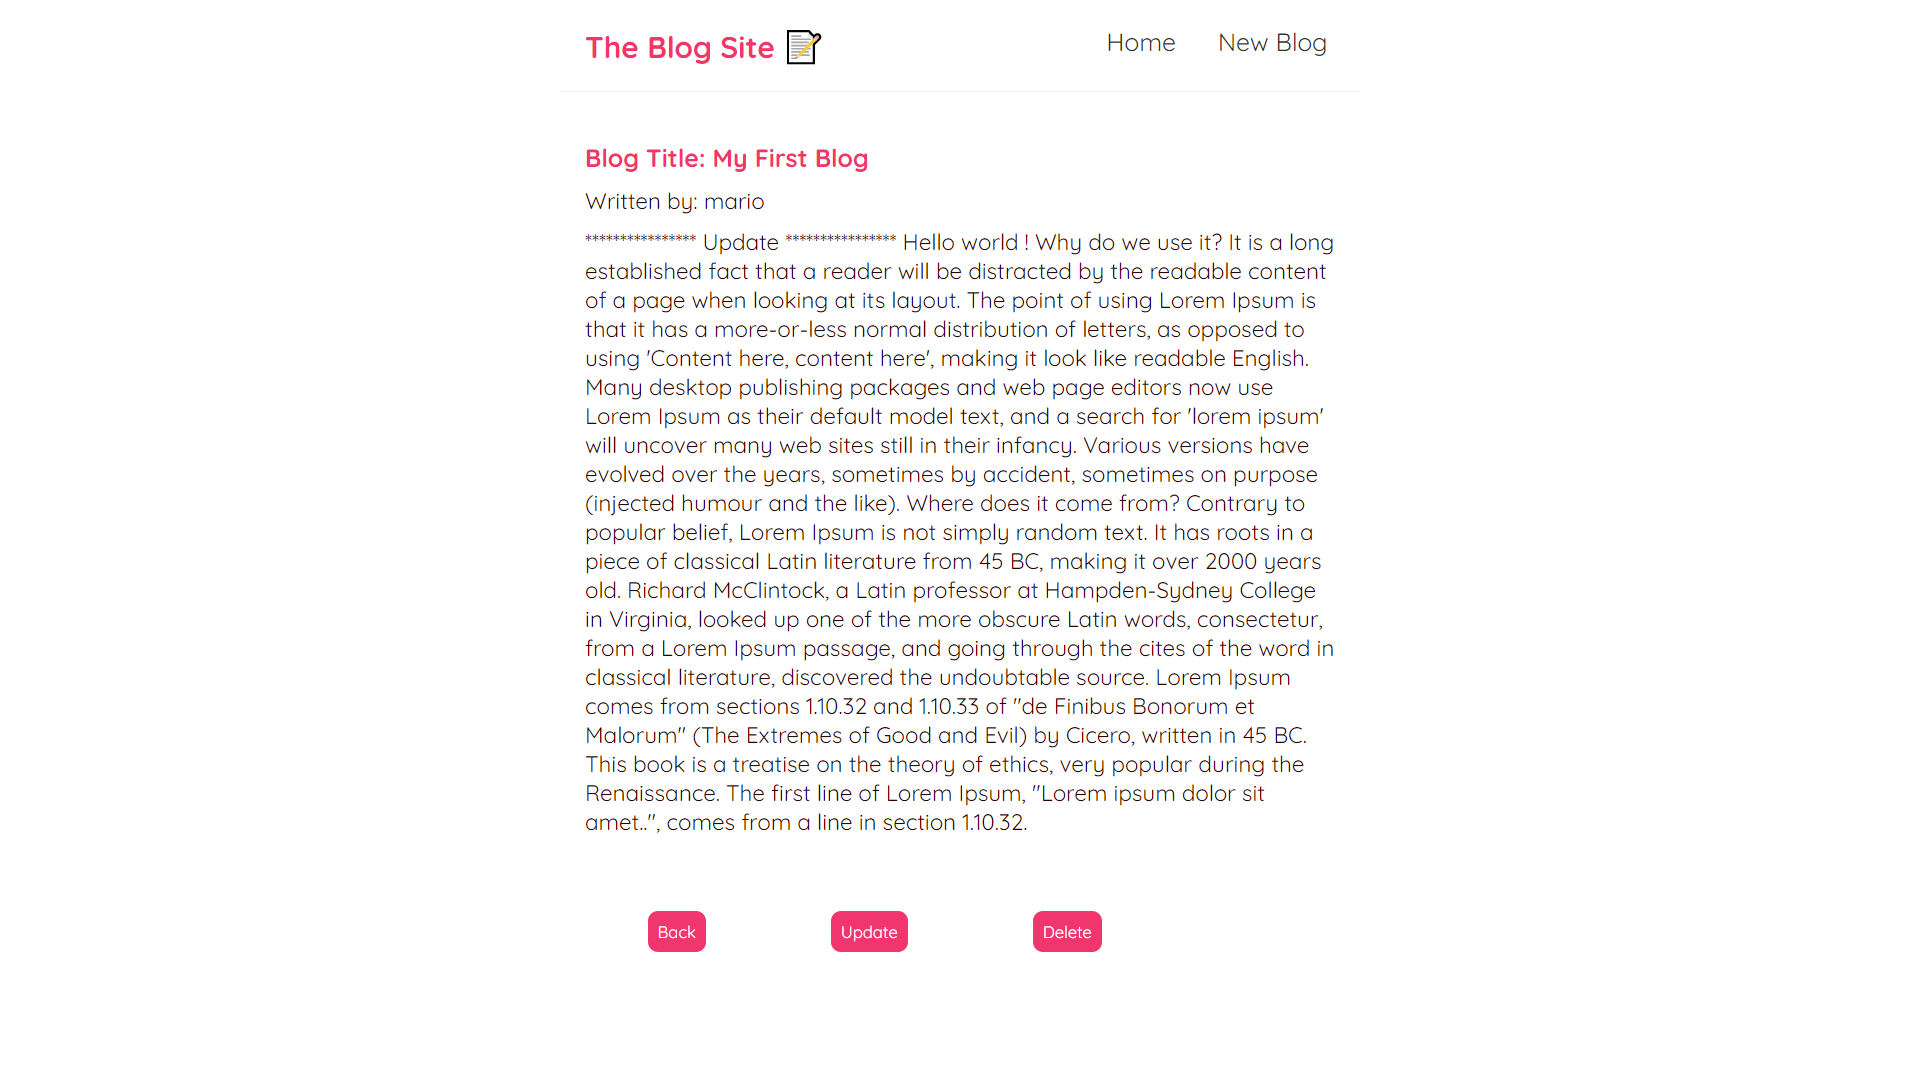 The Blog Site
Home
New Blog
Blog Title: My First Blog
Written by: mario
**************** Update **************** Hello world ! Why do we use it? It is a long
established fact that a reader will be distracted by the readable content
of a page when looking at its layout. The point of using Lorem Ipsum is
that it has a more-or-less normal distribution of letters, as opposed to
using 'Content here, content here', making it look like readable English.
Many desktop publishing packages and web page editors now use
Lorem Ipsum as their default model text, and a search for 'lorem ipsum'
will uncover many web sites still in their infancy. Various versions have
evolved over the years, sometimes by accident, sometimes on purpose
(injected humour and the like). Where does it come from? Contrary to
popular belief, Lorem Ipsum is not simply random text. It has roots in a
piece of classical Latin literature from 45 BC, making it over 2000 years
old. Richard McClintock, a Latin professor at Hampden-Sydney College
in Virginia, looked up one of the more obscure Latin words, consectetur,
from a Lorem Ipsum passage, and going through the cites of the word in
classical literature, discovered the undoubtable source. Lorem Ipsum
comes from sections 1.10.32 and 1.10.33 of "de Finibus Bonorum et
Malorum" (The Extremes of Good and Evil) by Cicero, written in 45 BC.
This book is a treatise on the theory of ethics, very popular during the
Renaissance. The first line of Lorem Ipsum, "Lorem ipsum dolor sit
amet..", comes from a line in section 1.10.32.
Back
Update
Delete